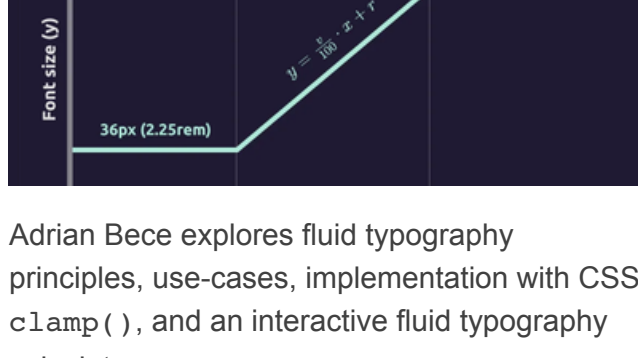 Font size (y)
y = v/100 · x + r
36px (2.25rem)
Adrian Bece explores fluid typography
principles, use-cases, implementation with CSS
clamp(), and an interactive fluid typography